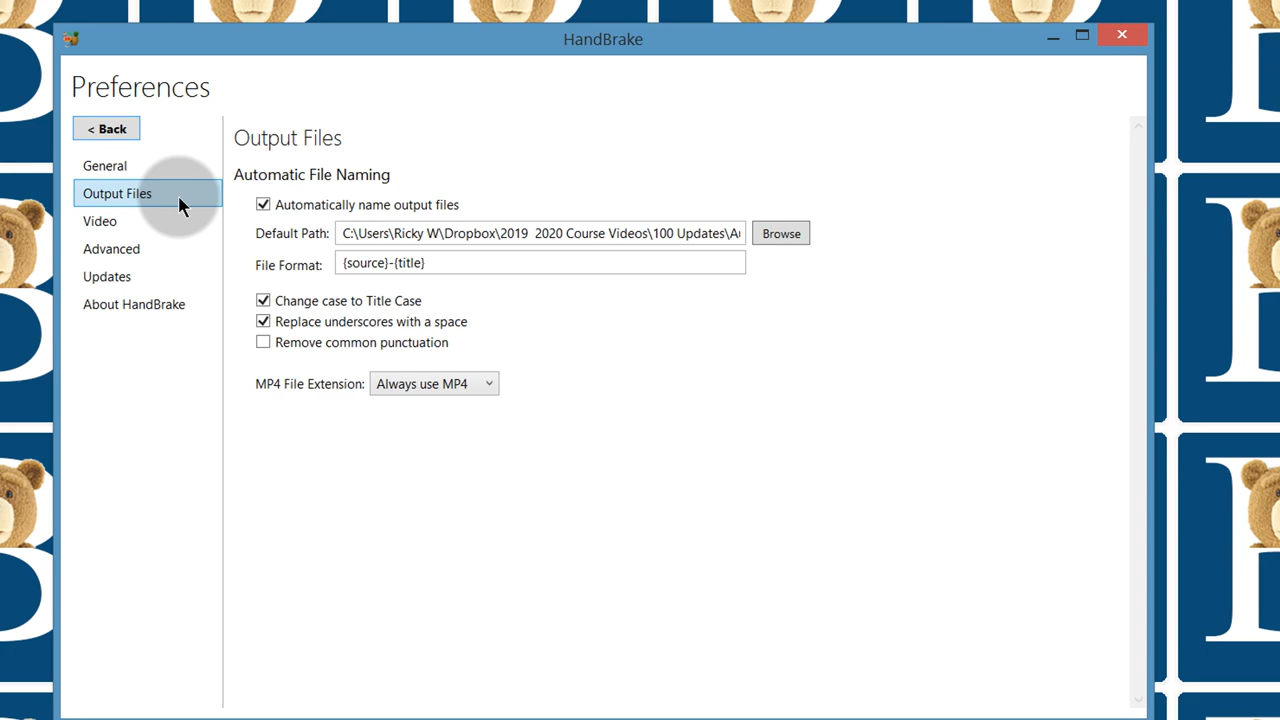 HandBrake
Preferences
< Back
General
Output Files
Video
Advanced
Updates
About HandBrake
Output Files
Automatic File Naming
Automatically name output files
Default Path: C:\Users\Ricky W\Dropbox\2019 2020 Course Videos\100 Updates\ Browse
File Format: {source}-{title}
Change case to Title Case
Replace underscores with a space
Remove common punctuation
MP4 File Extension: Always use MP4